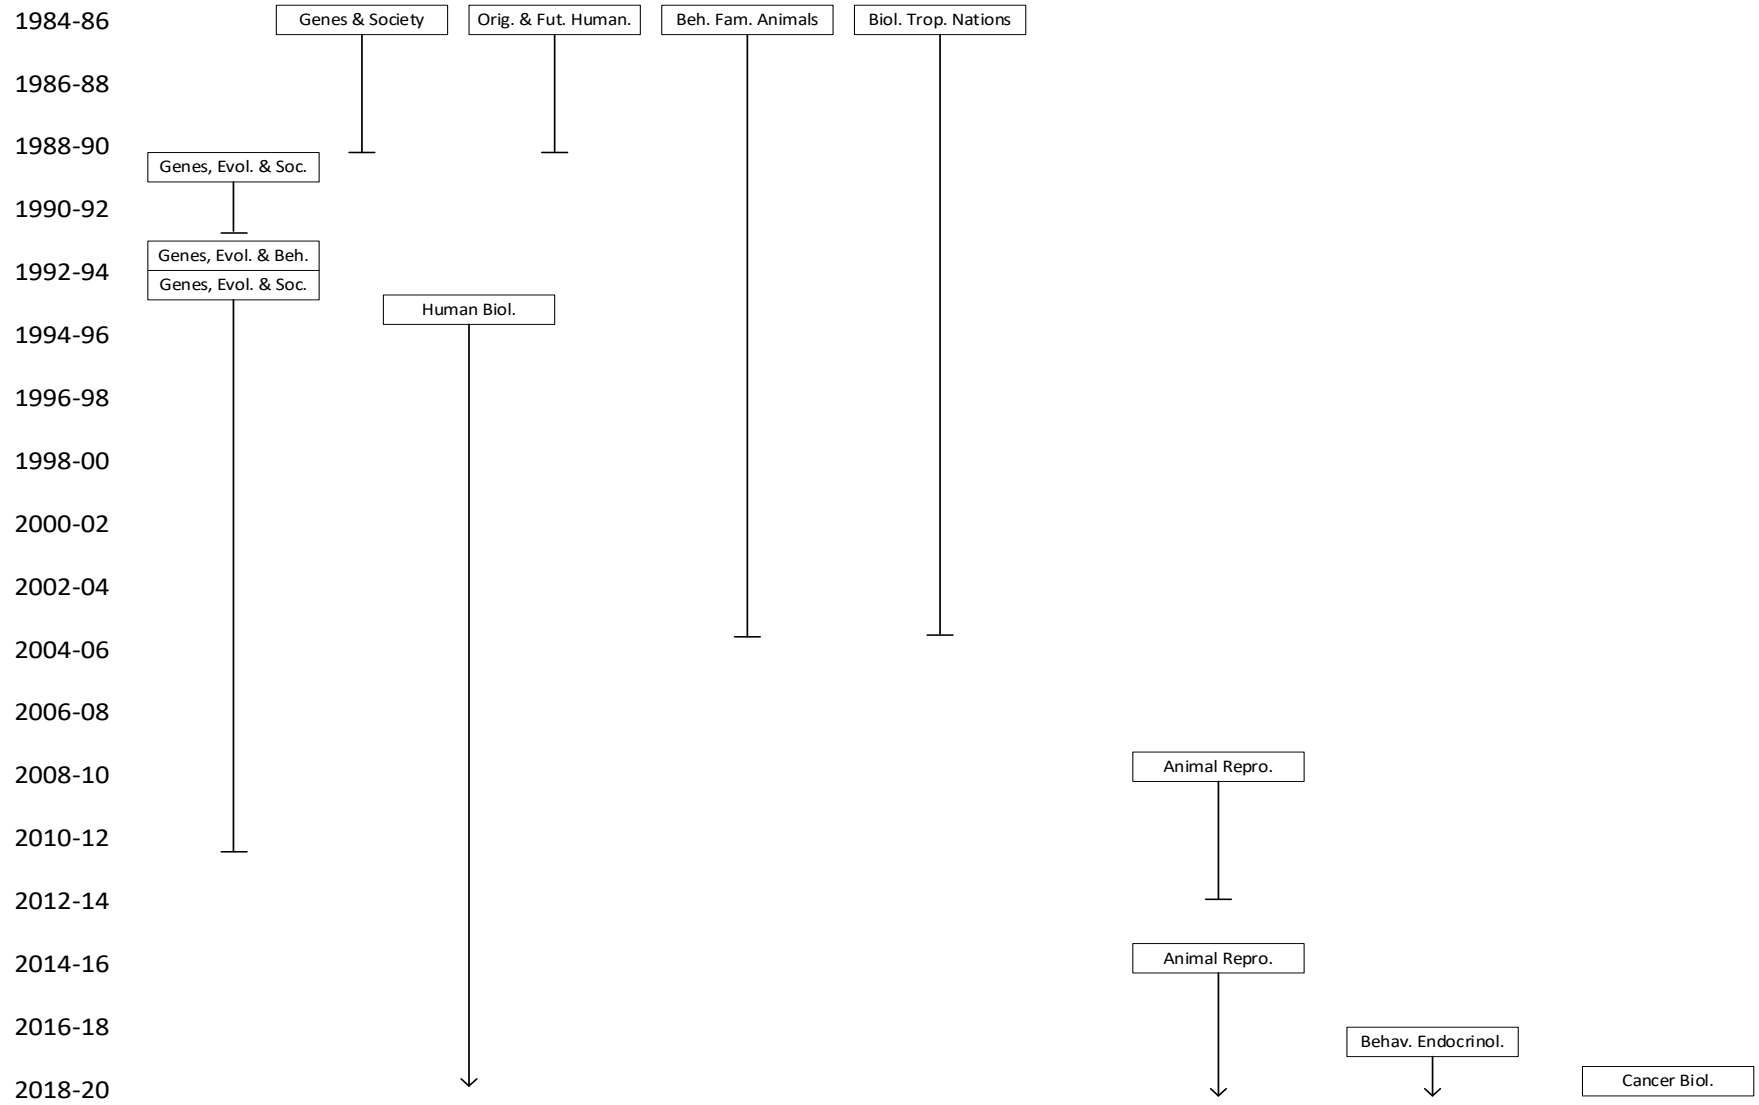 1984-86
Genes & Society
Orig. & Fut. Human.
Beh. Fam. Animals
Biol. Trop. Nations
1986-88
1988-90
Genes, Evol. & Soc.
1990-92
Genes, Evol. & Beh.
1992-94
Genes, Evol. & Soc.
Human Biol.
1994-96
1996-98
1998-00
2000-02
2002-04
2004-06
2006-08
Animal Repro.
2008-10
2010-12
2012-14
Animal Repro.
2014-16
2016-18
Behav. Endocrinol.
Cancer Biol.
2018-20